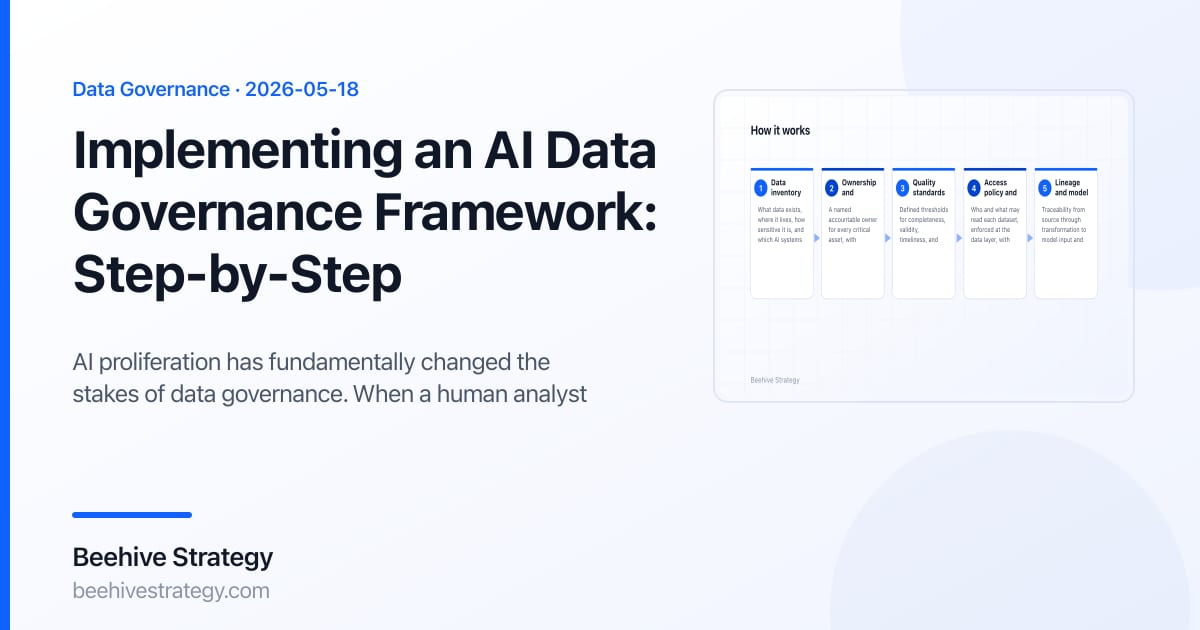 Data Governance · 2026-05-18
Implementing an AI Data
Governance Framework:
Step-by-Step
AI proliferation has fundamentally changed the
stakes of data governance. When a human analyst
Beehive Strategy
beehivestrategy.com
How it works
1
Data
inventory
What data exists,
where it lives, how
sensitive it is, and
which AI systems
2
Ownership
and
A named
accountable owner
for every critical
asset, with
3
Quality
standards
Defined thresholds
for completeness,
validity,
timeliness, and
4
Access
policy and
Who and what may
read each dataset,
enforced at the
data layer, with
5
Lineage
and model
Traceability from
source through
transformation to
model input and
Beehive Strategy